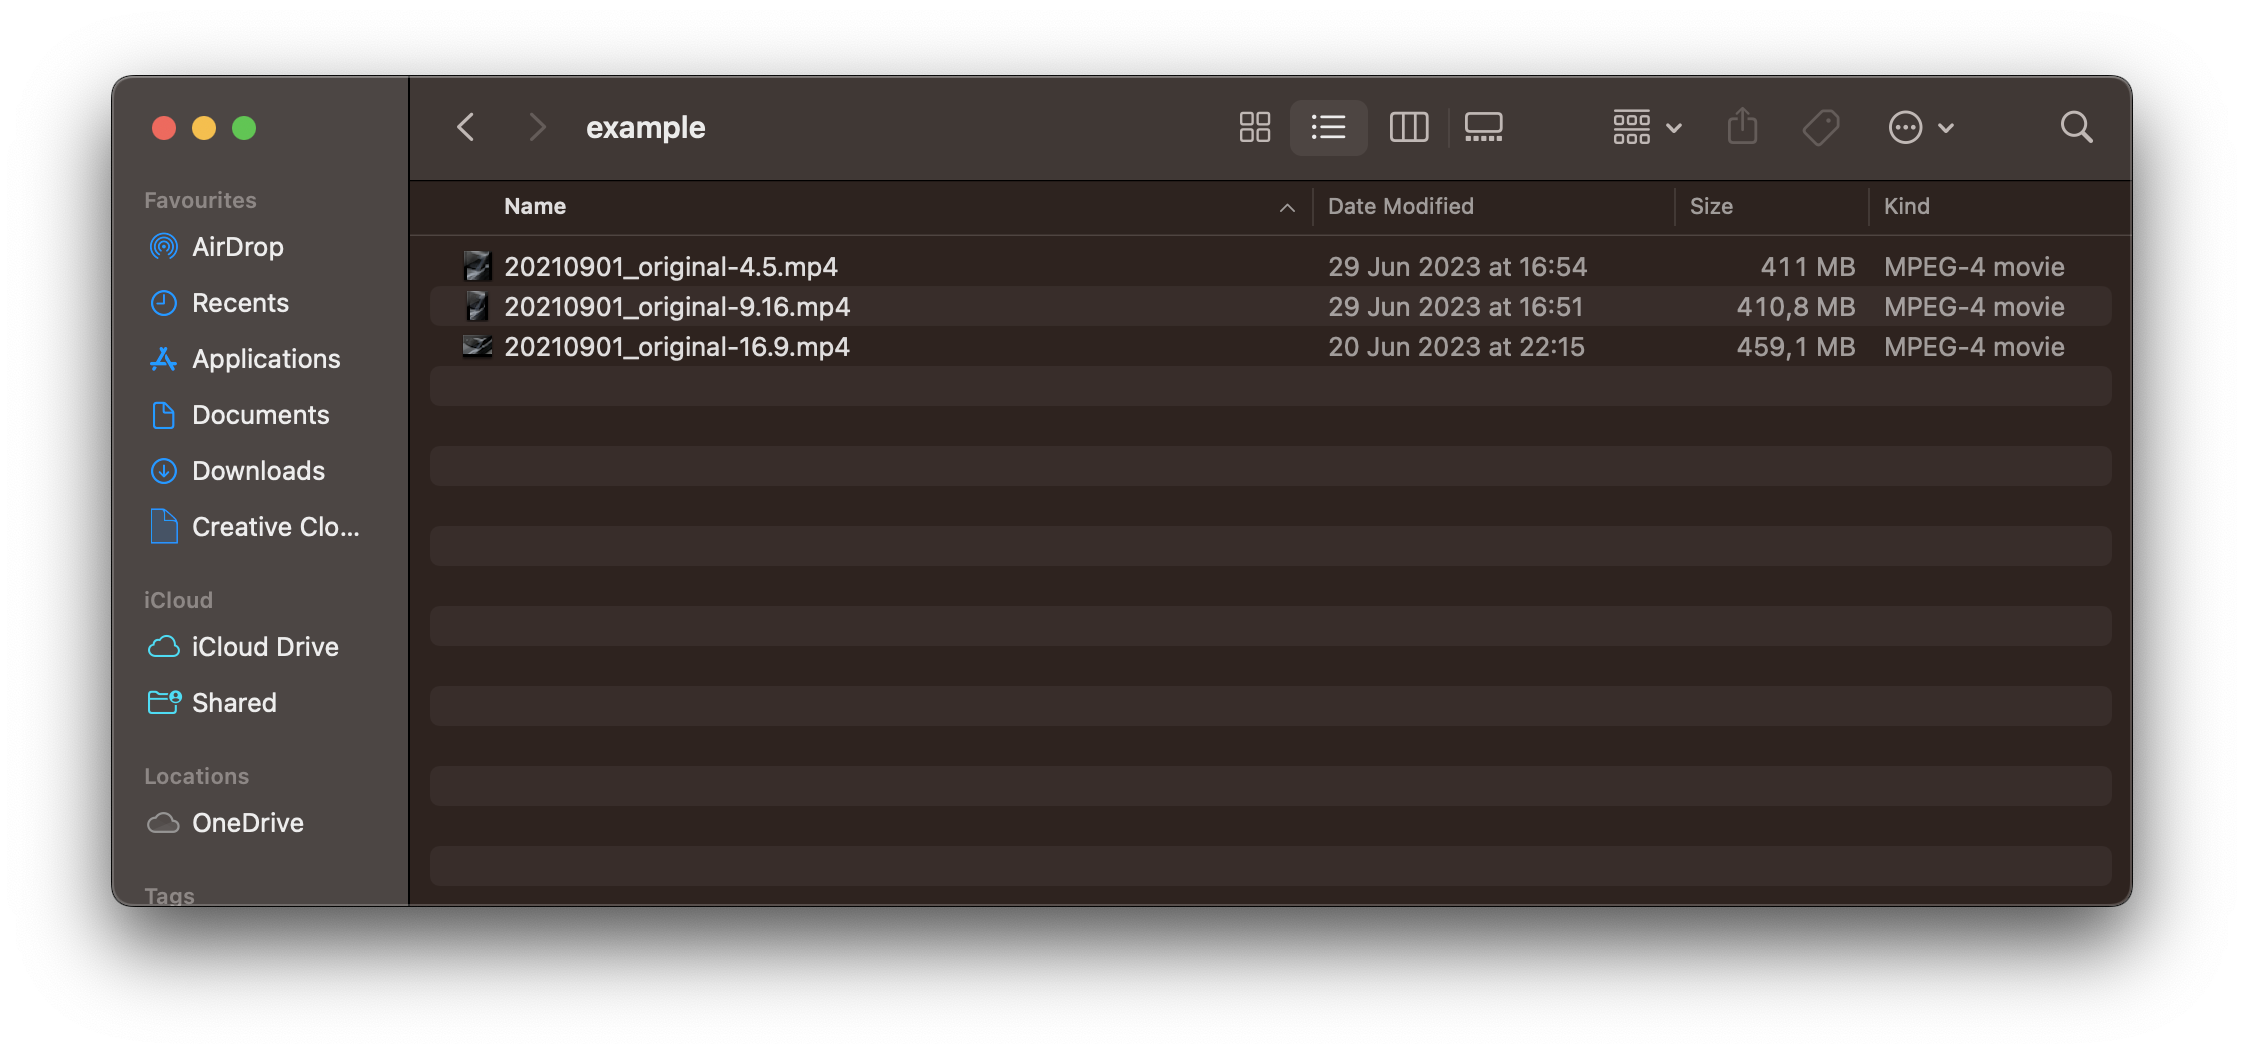 example
Favourites
AirDrop
Recents
Applications
Documents
Downloads
Creative Clo...
iCloud
iCloud Drive
Shared
Locations
OneDrive
Tags
Name Date Modified Size Kind
20210901_original-4.5.mp4 29 Jun 2023 at 16:54 411 MB MPEG-4 movie
20210901_original-9.16.mp4 29 Jun 2023 at 16:51 410,8 MB MPEG-4 movie
20210901_original-16.9.mp4 20 Jun 2023 at 22:15 459,1 MB MPEG-4 movie